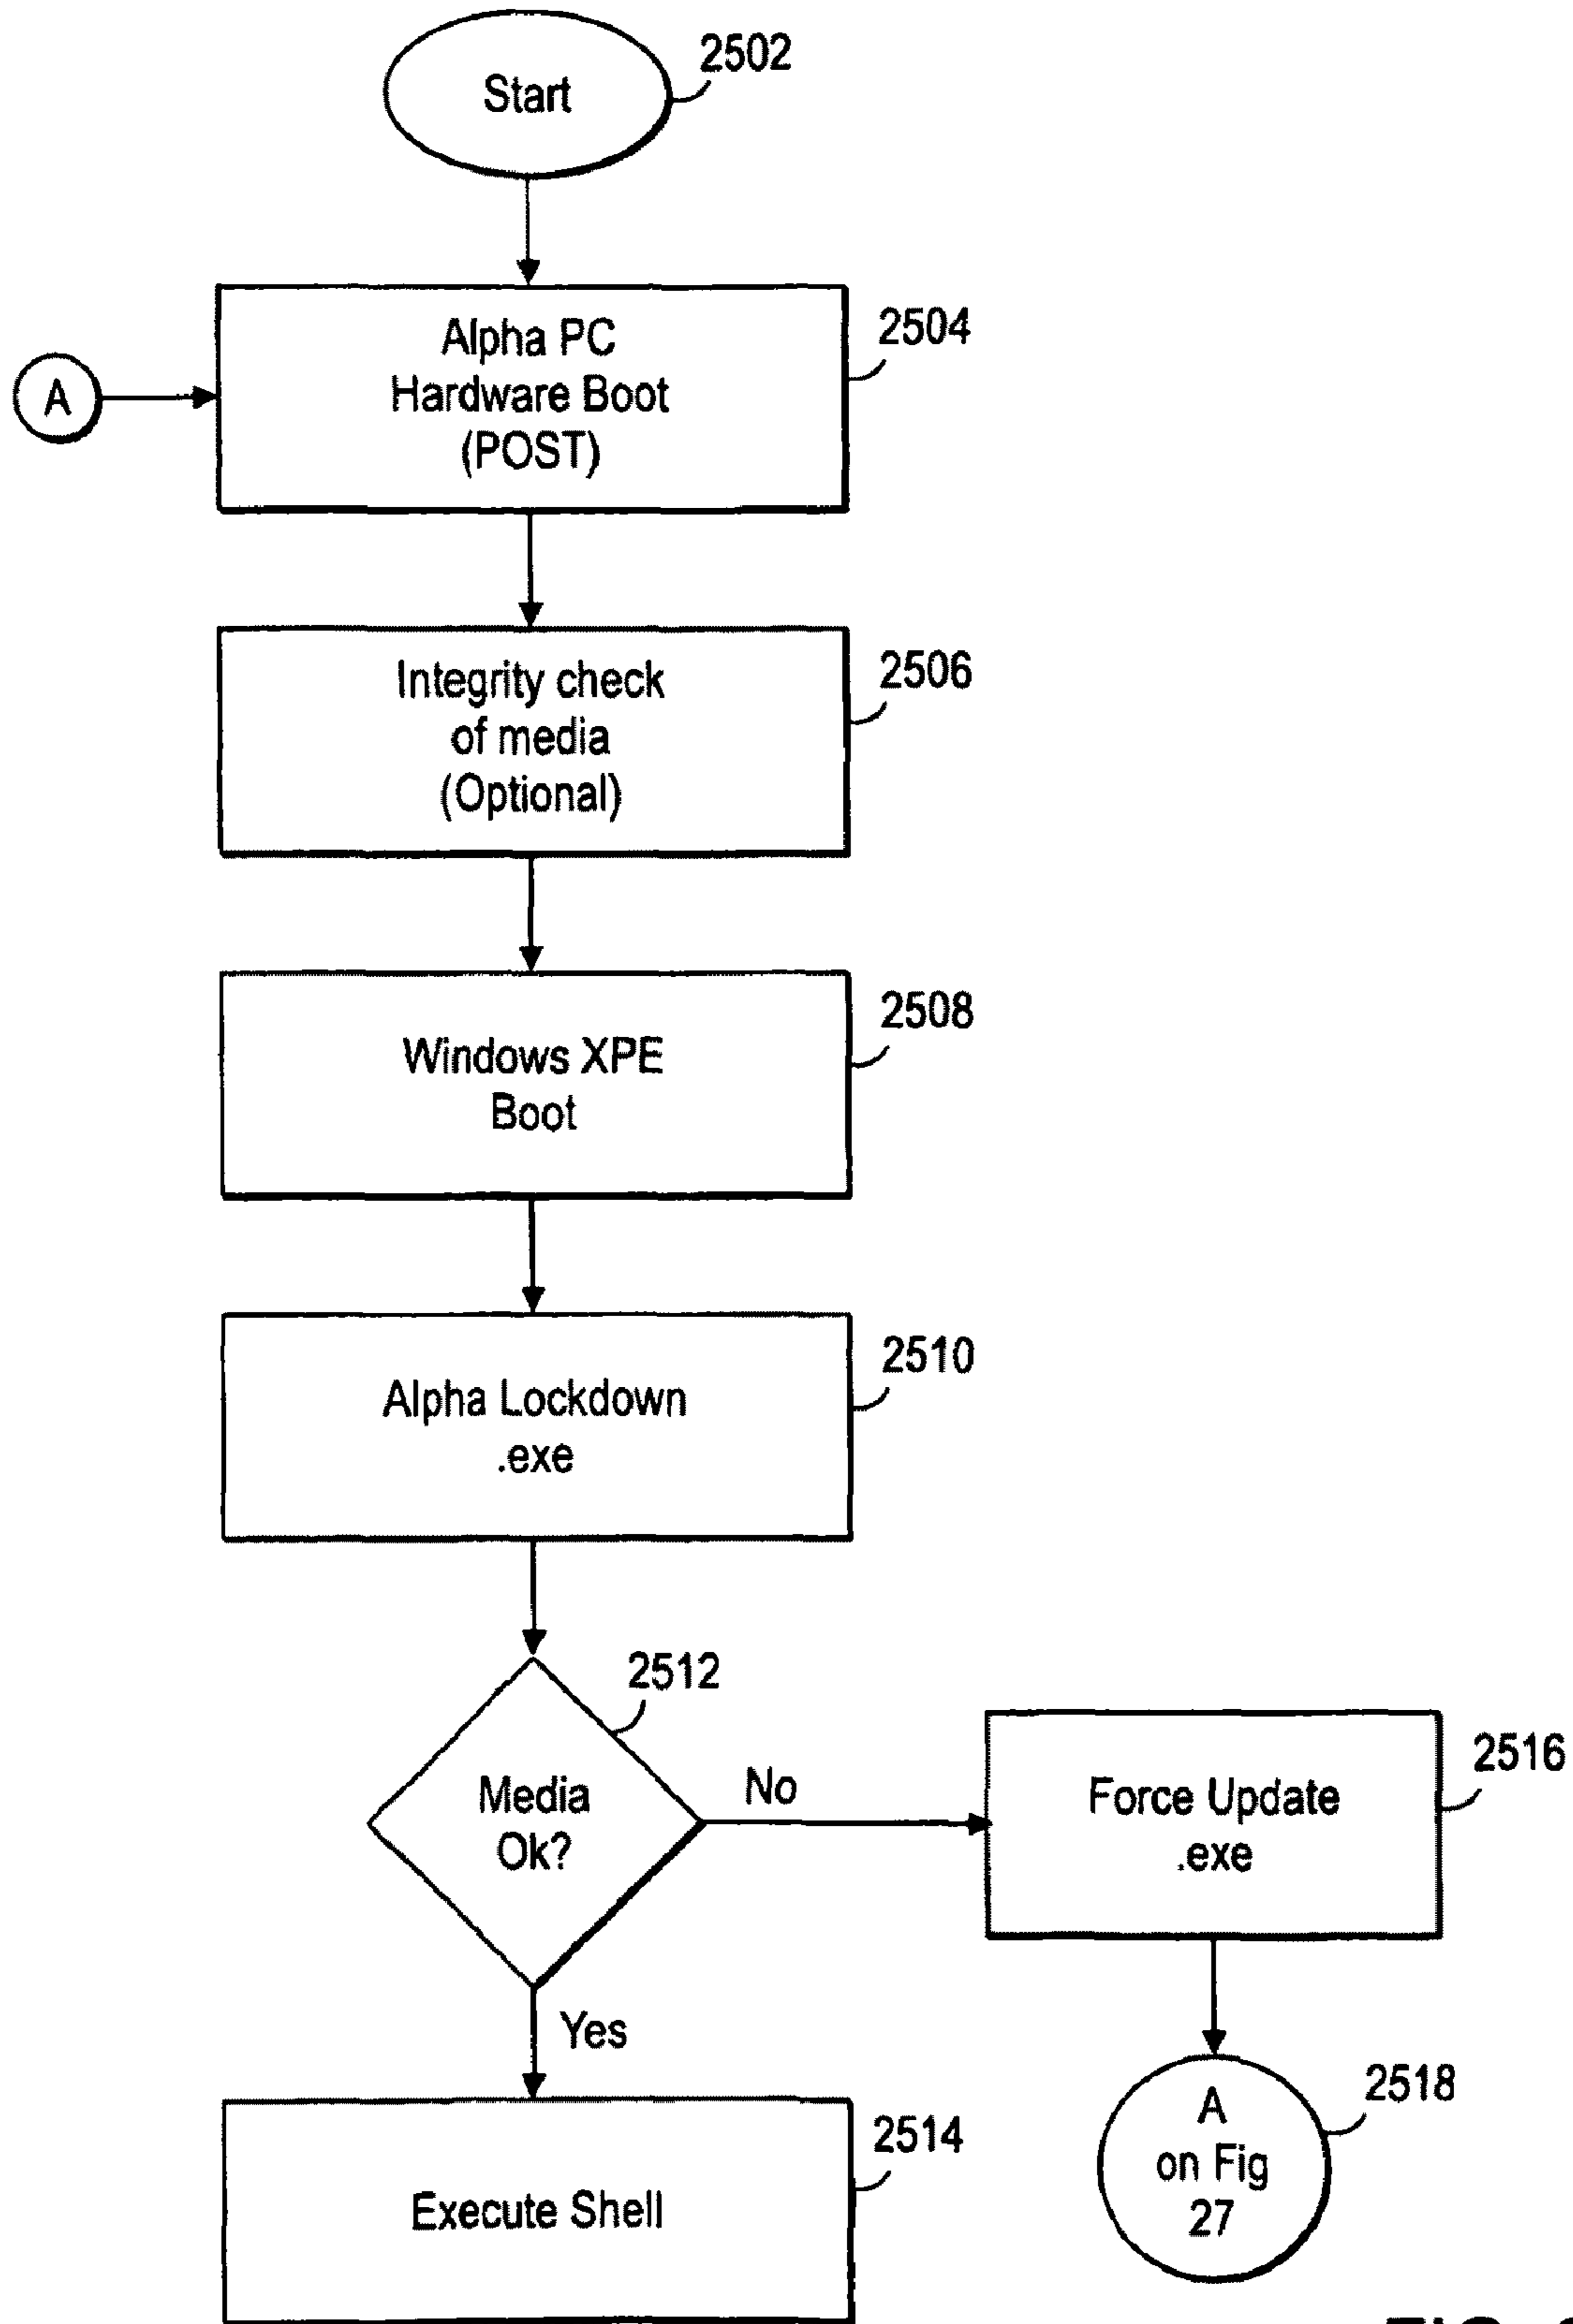 Start
2502
Alpha PC
Hardware Boot
(POST)
2504
A
Integrity check
of media
(Optional)
2506
Windows XPE
Boot
2508
Alpha Lockdown
.exe
2510
2512
Media
Ok?
No
Force Update
.exe
2516
Yes
A
on Fig
27
2518
Execute Shell
2514